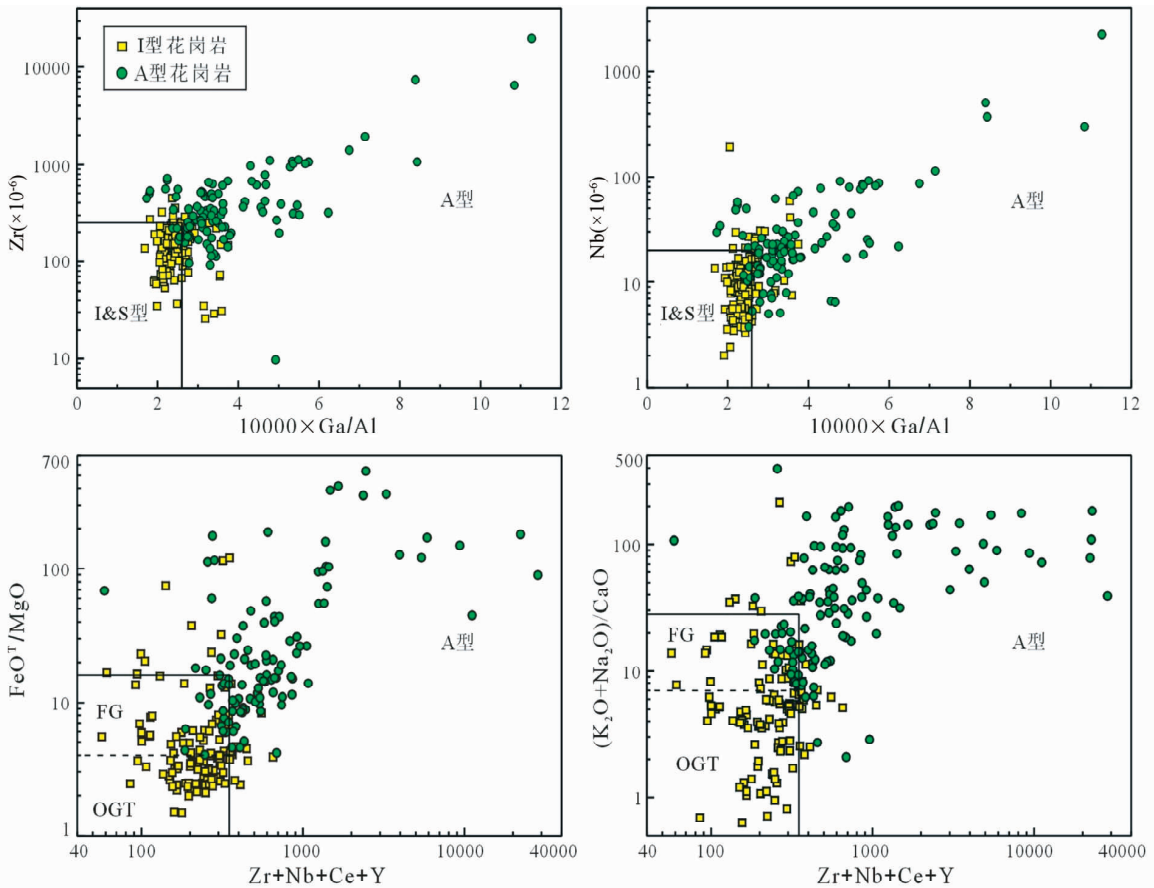 I型花岗岩
A型花岗岩
Zr(×10⁻⁶)
10000
1000
100
10
A型
I&S型
0 2 4 6 8 10 12
10000×Ga/Al
Nb(×10⁻⁶)
1000
100
10
1
A型
I&S型
0 2 4 6 8 10 12
10000×Ga/Al
FeOᵀ/MgO
700
100
10
1
A型
FG
OGT
40 100 1000 10000 40000
Zr+Nb+Ce+Y
(K₂O+Na₂O)/CaO
500
100
10
1
A型
FG
OGT
40 100 1000 10000 40000
Zr+Nb+Ce+Y